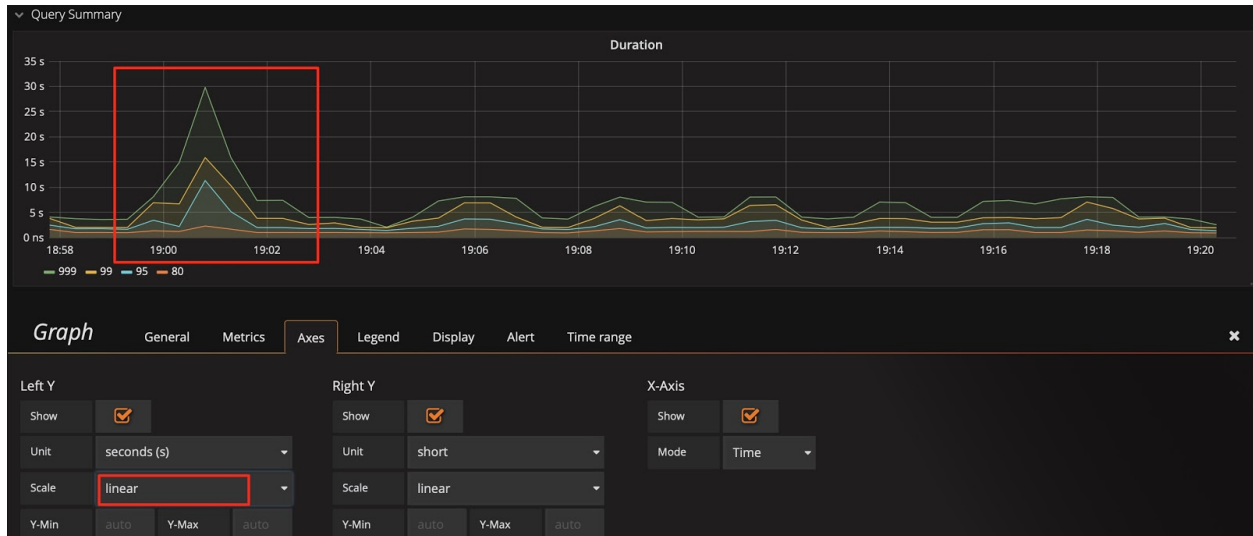 Query Summary
Duration
35 s
30 s
25 s
20 s
15 s
10 s
5 s
0 ns
18:58 19:00 19:02 19:04 19:06 19:08 19:10 19:12 19:14 19:16 19:18 19:20
999 99 95 80
Graph General Metrics Axes Legend Display Alert Time range
Left Y Right Y X-Axis
Show Show Show
Unit seconds (s) Unit short Mode Time
Scale linear Scale linear
Y-Min auto Y-Max auto Y-Min auto Y-Max auto